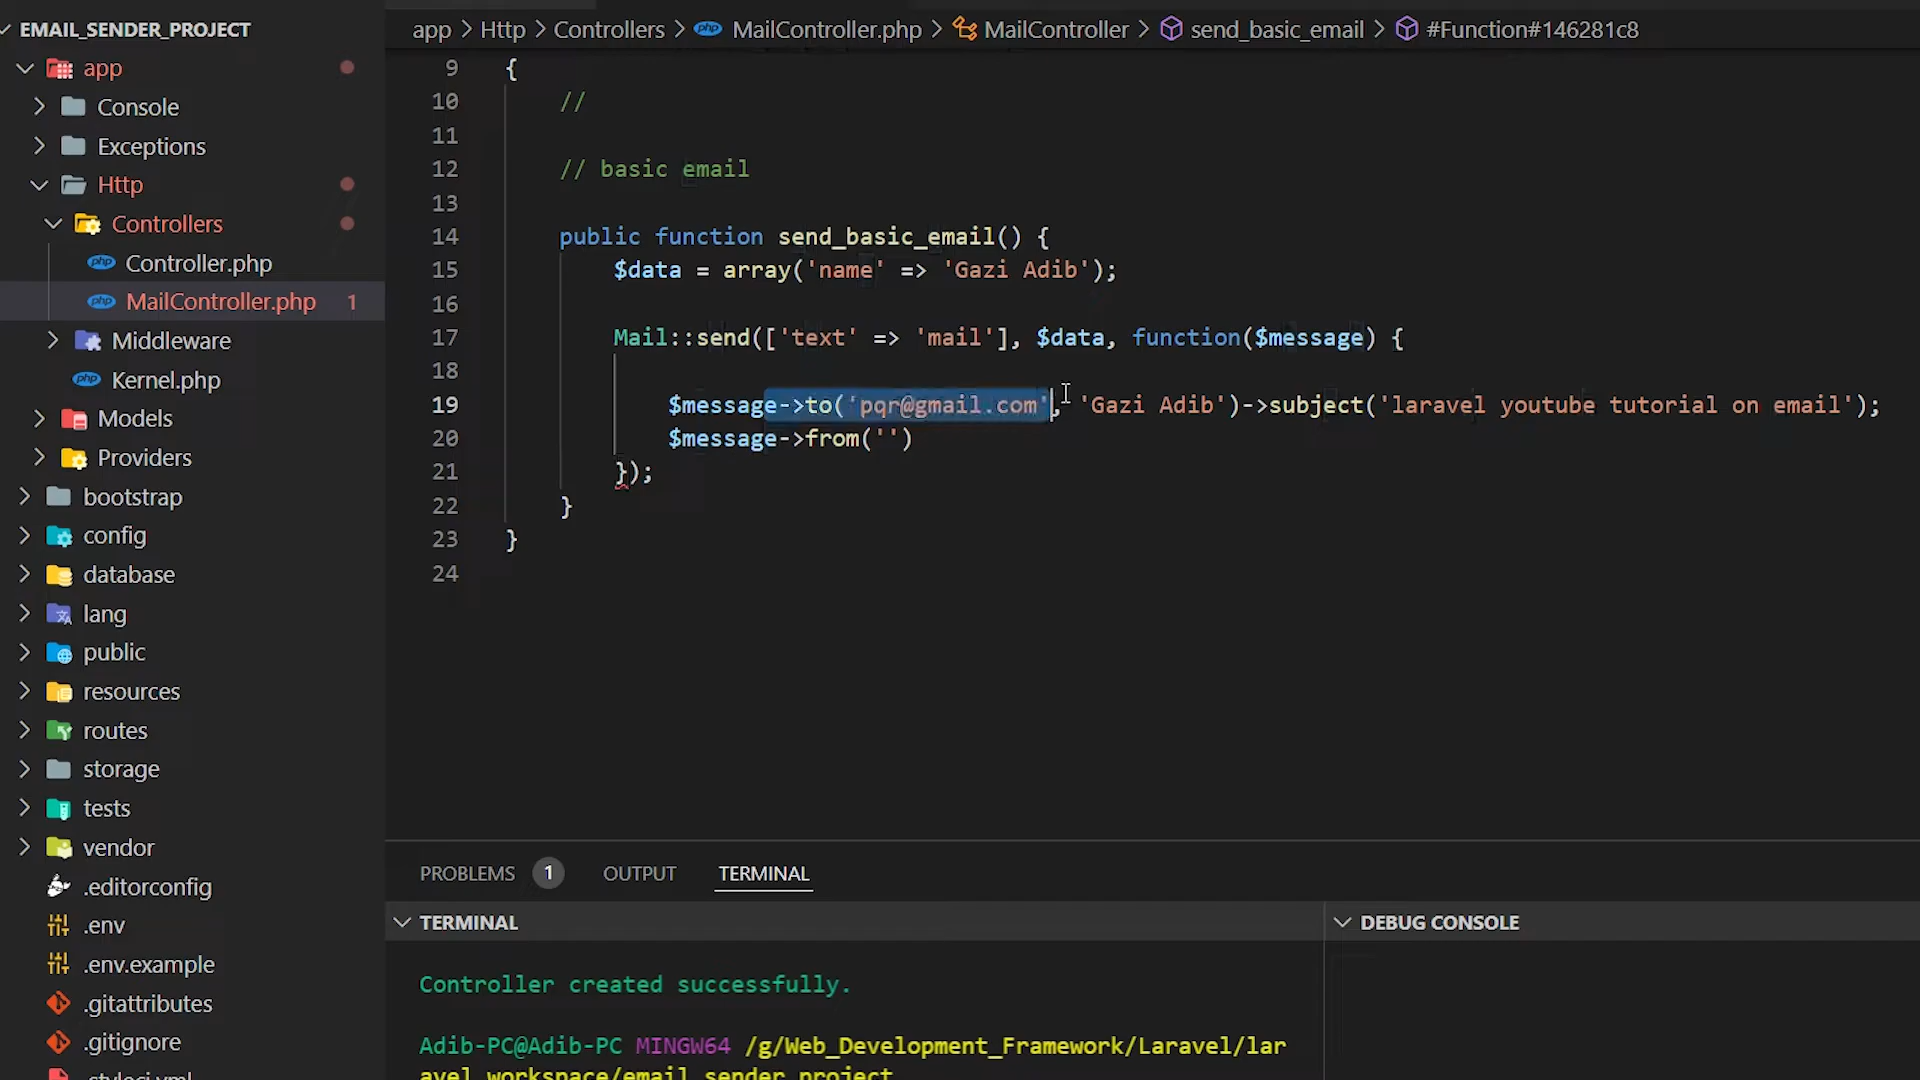 EMAIL_SENDER_PROJECT
app
Console
Exceptions
Http
Controllers
Controller.php
MailController.php 1
Middleware
Kernel.php
Models
Providers
bootstrap
config
database
lang
public
resources
routes
storage
tests
vendor
.editorconfig
.env
.env.example
.gitattributes
.gitignore
.styleci.yml
app > Http > Controllers > MailController.php > MailController > send_basic_email > #Function#146281c8
9 {
10 //
11
12 // basic email
13
14 public function send_basic_email() {
15 $data = array('name' => 'Gazi Adib');
16
17 Mail::send(['text' => 'mail'], $data, function($message) {
18
19 $message->to('pqr@gmail.com', 'Gazi Adib')->subject('laravel youtube tutorial on email');
20 $message->from('')
21 });
22 }
23 }
24
PROBLEMS 1 OUTPUT TERMINAL
TERMINAL
DEBUG CONSOLE
Controller created successfully.
Adib-PC@Adib-PC MINGW64 /g/Web_Development_Framework/Laravel/lar
avel_workspace/email_sender_project